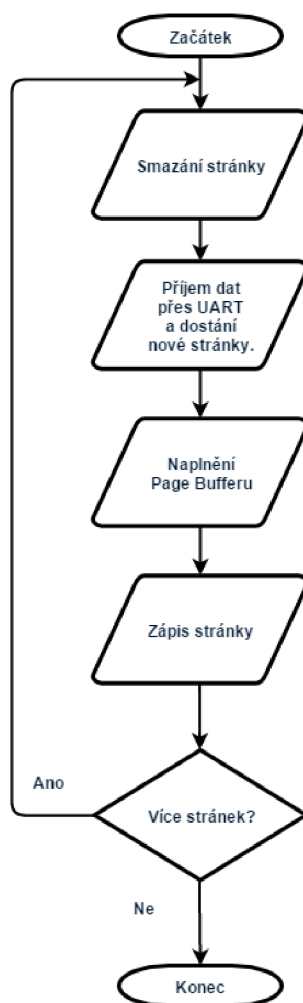 Začátek
Smazání stránky
Příjem dat
přes UART
a dostání
nové stránky.
Naplnění
Page Bufferu
Zápis stránky
Více stránek?
Ano
Ne
Konec